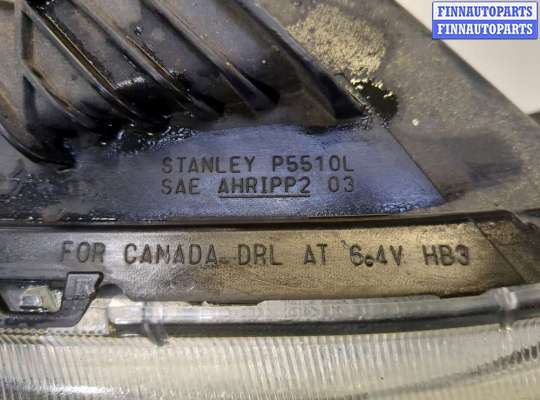 FINNAUTOPARTS
FINNAUTOPARTS
STANLEY P5510L
SAE AHRIPP2 03
FOR CANADA DRL AT 6.4V HB3